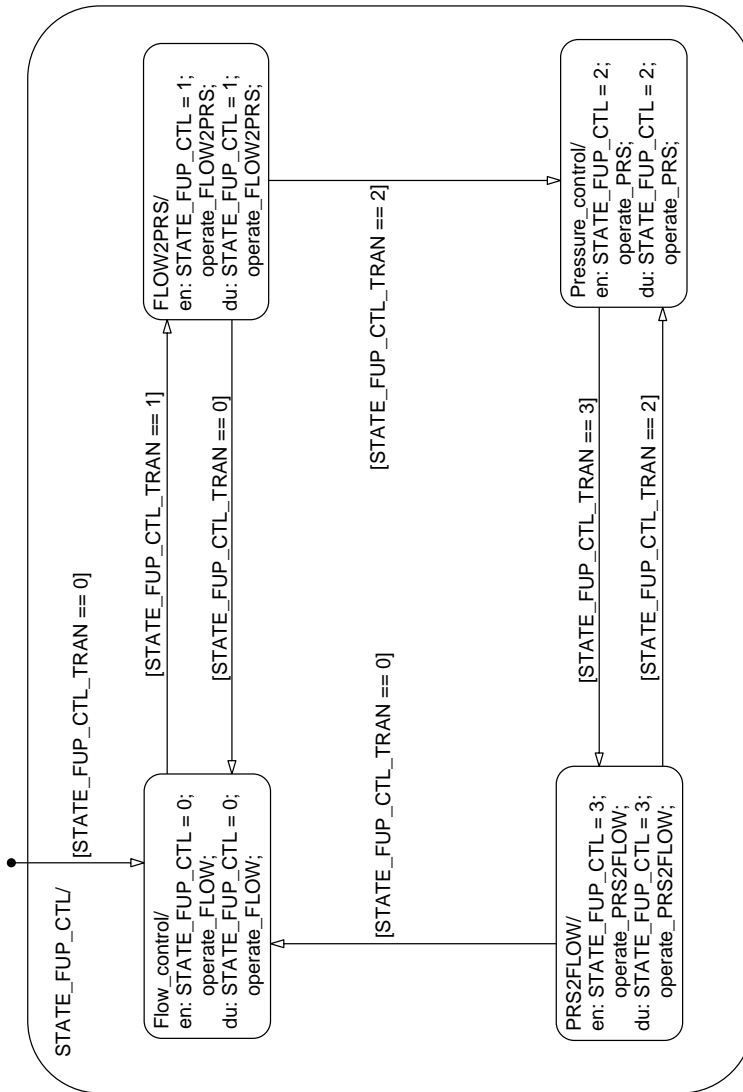 STATE_FUP_CTL/
[STATE_FUP_CTL_TRAN == 0]
Flow_control/
en: STATE_FUP_CTL = 0;
operate_FLOW;
du: STATE_FUP_CTL = 0;
operate_FLOW;
[STATE_FUP_CTL_TRAN == 1]
[STATE_FUP_CTL_TRAN == 0]
FLOW2PRS/
en: STATE_FUP_CTL = 1;
operate_FLOW2PRS;
du: STATE_FUP_CTL = 1;
operate_FLOW2PRS;
[STATE_FUP_CTL_TRAN == 0]
[STATE_FUP_CTL_TRAN == 2]
PRS2FLOW/
en: STATE_FUP_CTL = 3;
operate_PRS2FLOW;
du: STATE_FUP_CTL = 3;
operate_PRS2FLOW;
[STATE_FUP_CTL_TRAN == 3]
[STATE_FUP_CTL_TRAN == 2]
Pressure_control/
en: STATE_FUP_CTL = 2;
operate_PRS;
du: STATE_FUP_CTL = 2;
operate_PRS;